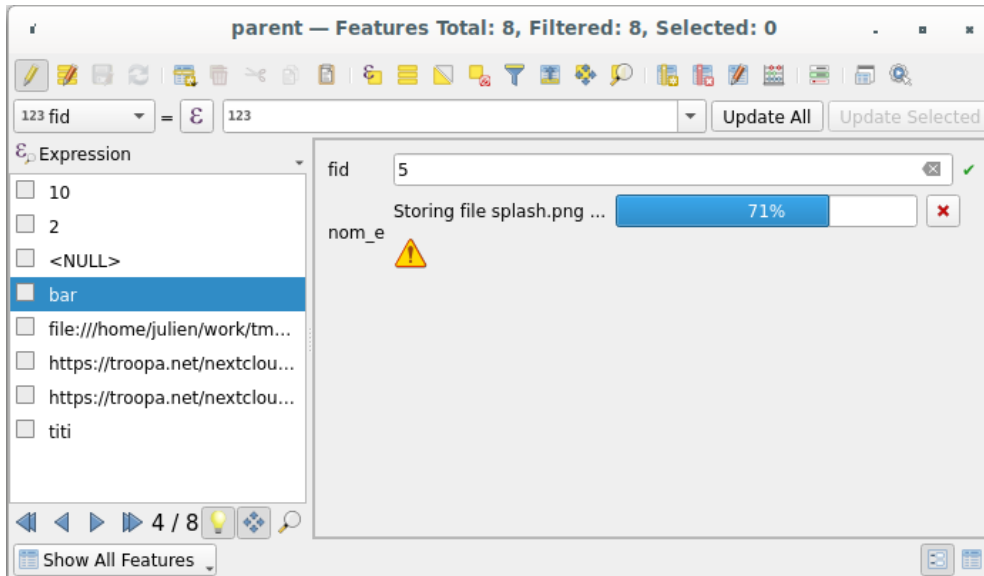 parent — Features Total: 8, Filtered: 8, Selected: 0
123 fid = ε 123 Update All Update Selected
Expression
fid 5
10
Storing file splash.png ... 71%
2
nom_e
<NULL>
bar
file:///home/julien/work/tm...
https://troopa.net/nextclou...
https://troopa.net/nextclou...
titi
4 / 8
Show All Features